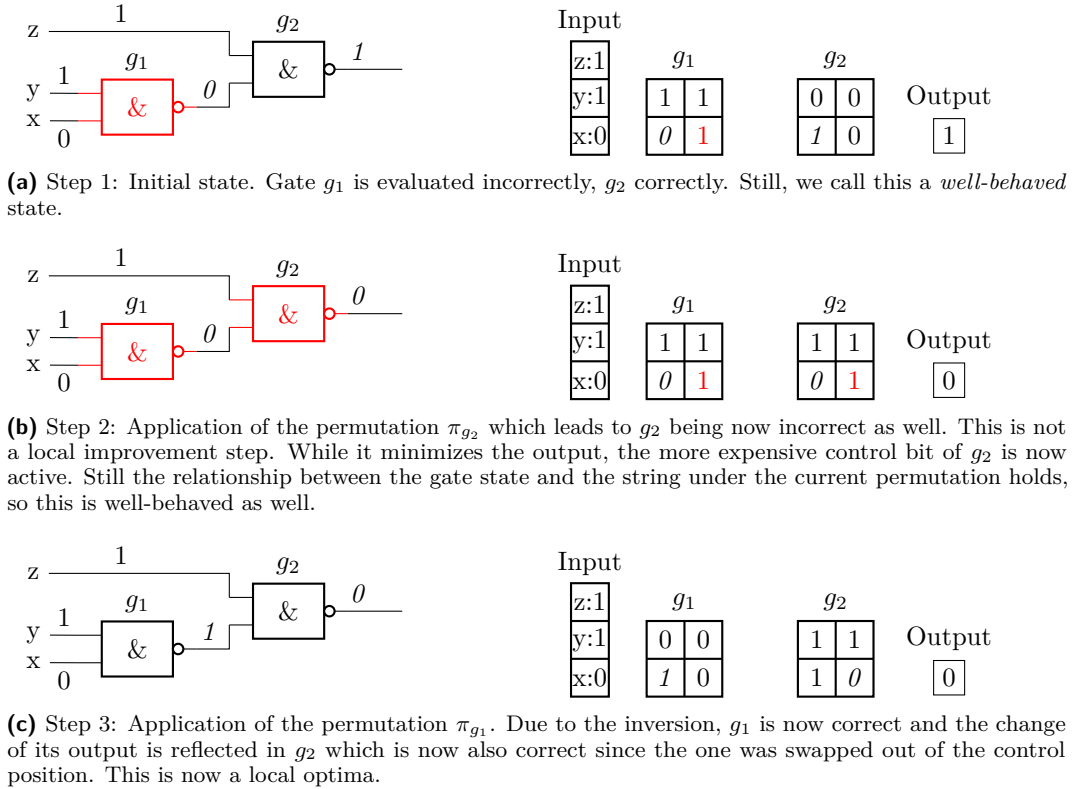 1
z
g₂
1
g₁
1
y
&
0
&
x
0
Input
z:1
g₁
g₂
y:1
1 1
0 0
Output
x:0
0 1
1 0
1
(a) Step 1: Initial state. Gate g₁ is evaluated incorrectly, g₂ correctly. Still, we call this a well-behaved
state.
1
z
g₂
0
g₁
1
y
&
0
&
x
0
Input
z:1
g₁
g₂
y:1
1 1
1 1
Output
x:0
0 1
0 1
0
(b) Step 2: Application of the permutation π_{g₂} which leads to g₂ being now incorrect as well. This is not
a local improvement step. While it minimizes the output, the more expensive control bit of g₂ is now
active. Still the relationship between the gate state and the string under the current permutation holds,
so this is well-behaved as well.
1
z
g₂
0
g₁
1
y
&
1
&
x
0
Input
z:1
g₁
g₂
y:1
0 0
1 1
Output
x:0
1 0
1 0
0
(c) Step 3: Application of the permutation π_{g₁}. Due to the inversion, g₁ is now correct and the change
of its output is reflected in g₂ which is now also correct since the one was swapped out of the control
position. This is now a local optima.